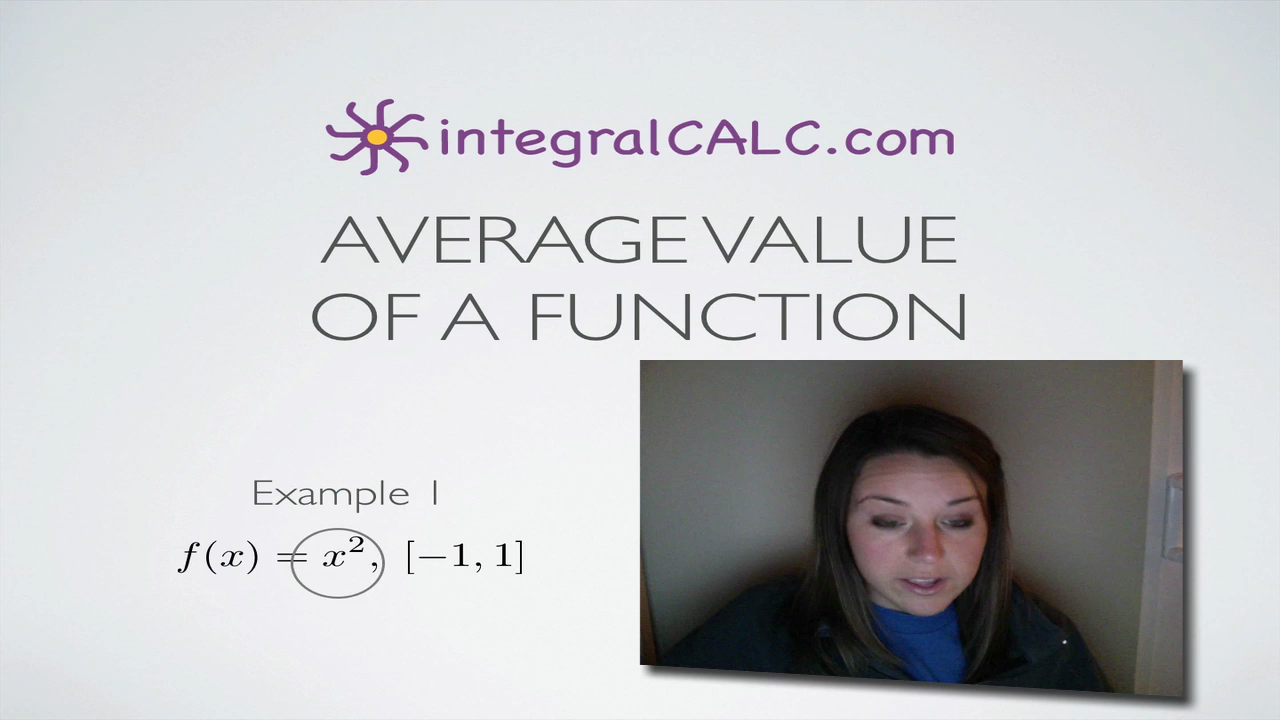 integralCALC.com
AVERAGE VALUE
OF A FUNCTION
Example 1
f(x) = x², [−1, 1]